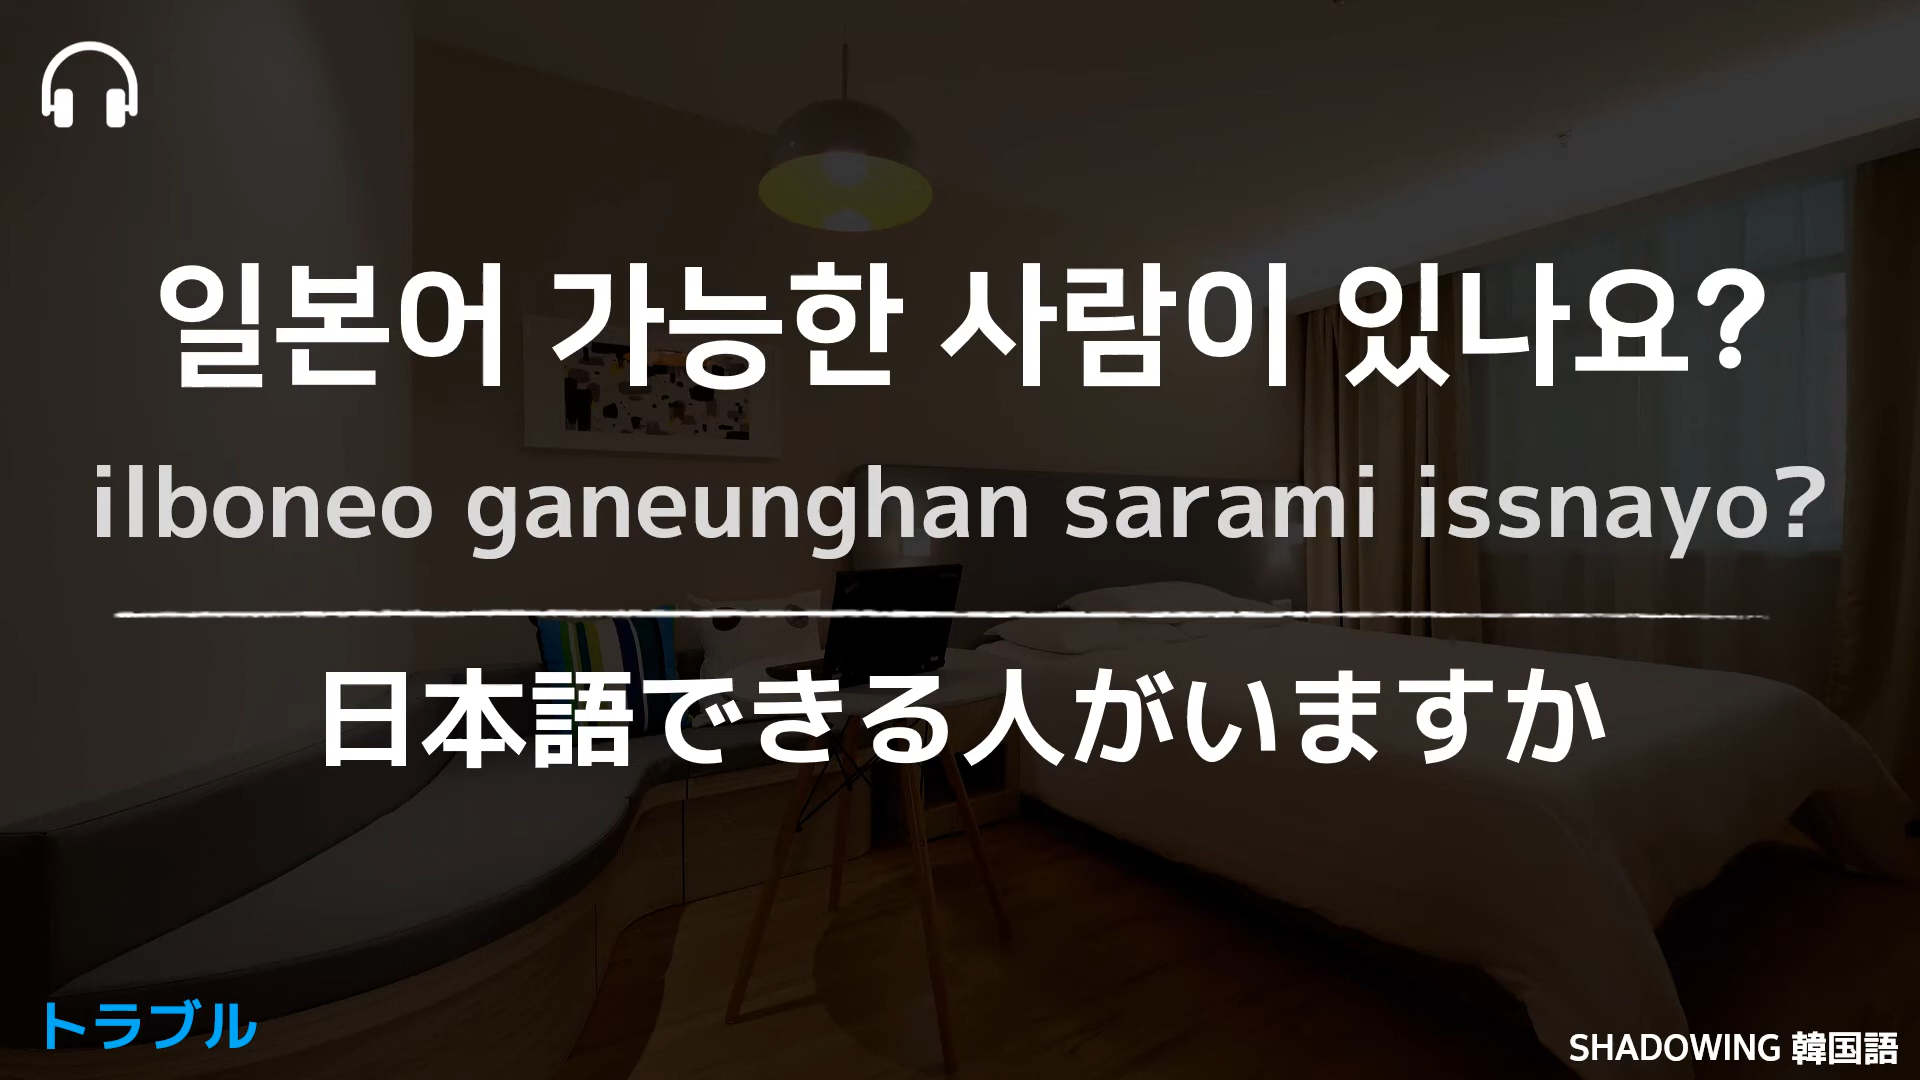 일본어 가능한 사람이 있나요?
ilboneo ganeunghan sarami issnayo?
日本語できる人がいますか
トラブル
SHADOWING 韓国語